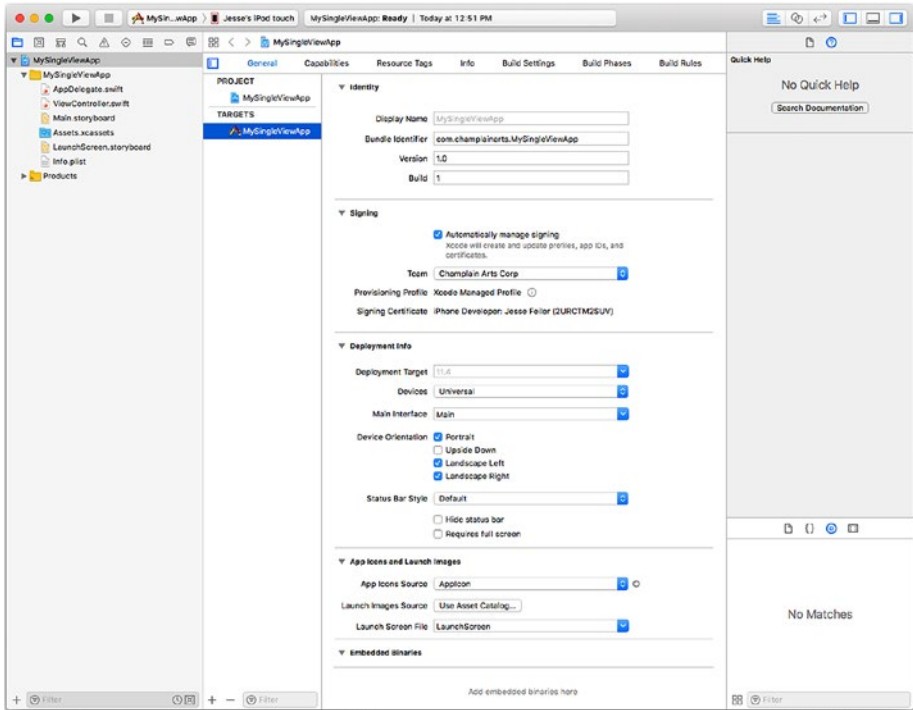 MySin...wApp
Jesse's iPod touch
MySingleViewApp: Ready | Today at 12:51 PM
MySingleViewApp
MySingleViewApp
MySingleViewApp
AppDelegate.swift
ViewController.swift
Main.storyboard
Assets.xcassets
LaunchScreen.storyboard
Info.plist
Products
Filter
General Capabilities Resource Tags Info Build Settings Build Phases Build Rules
PROJECT
MySingleViewApp
TARGETS
MySingleViewApp
Filter
Identity
Display Name MySingleViewApp
Bundle Identifier com.champlainarts.MySingleViewApp
Version 1.0
Build 1
Signing
Automatically manage signing
Xcode will create and update profiles, app IDs, and
certificates.
Team Champlain Arts Corp
Provisioning Profile Xcode Managed Profile
Signing Certificate iPhone Developer: Jesse Feiler (2URCTM2SUV)
Deployment Info
Deployment Target 11.4
Devices Universal
Main Interface Main
Device Orientation Portrait
Upside Down
Landscape Left
Landscape Right
Status Bar Style Default
Hide status bar
Requires full screen
App Icons and Launch Images
App Icons Source AppIcon
Launch Images Source Use Asset Catalog...
Launch Screen File LaunchScreen
Embedded Binaries
Add embedded binaries here
Quick Help
No Quick Help
Search Documentation
No Matches
Filter